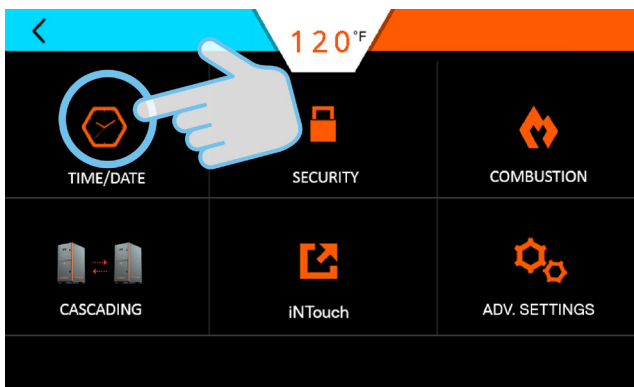 120°F
TIME/DATE
SECURITY
COMBUSTION
CASCADING
iNTouch
ADV. SETTINGS